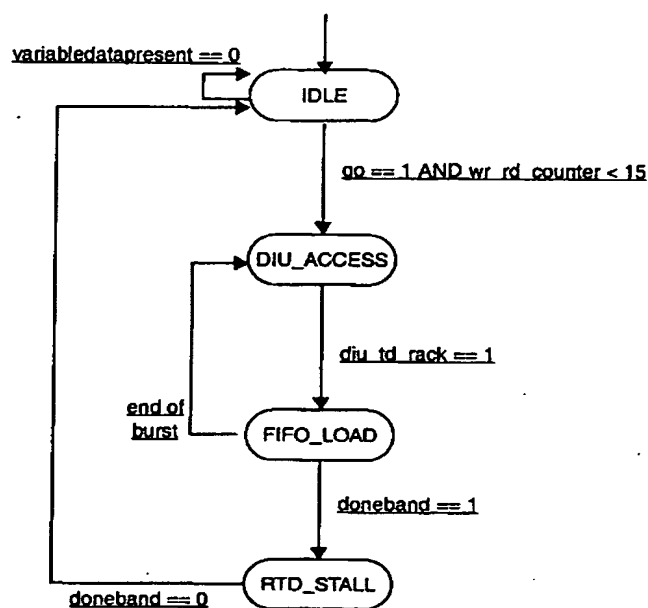 variabledatapresent == 0
IDLE
go == 1 AND wr_rd_counter < 15
DIU_ACCESS
diu_td_rack == 1
end of
burst
FIFO_LOAD
doneband == 1
RTD_STALL
doneband == 0